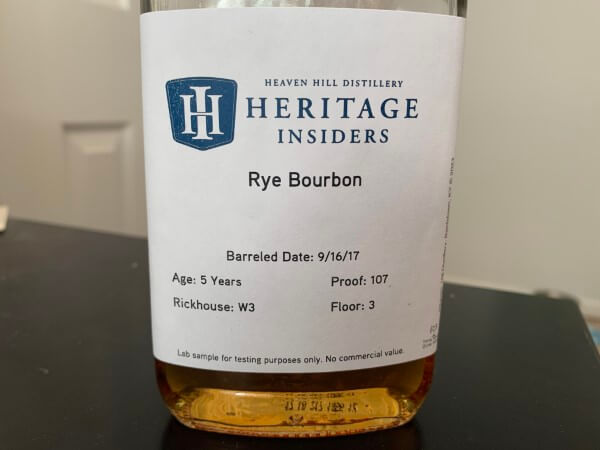 HEAVEN HILL DISTILLERY
HERITAGE
INSIDERS
Rye Bourbon
Barreled Date: 9/16/17
Age: 5 Years
Proof: 107
Rickhouse: W3
Floor: 3
Lab sample for testing purposes only. No commercial value.